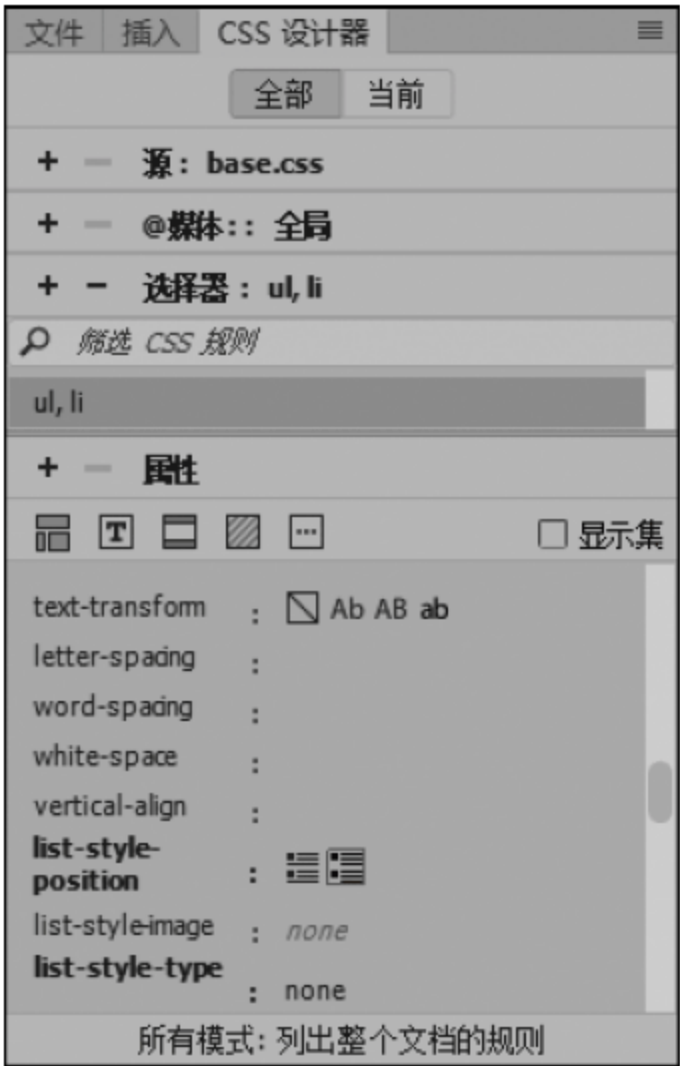 文件 插入 CSS 设计器
全部 当前
+ − 源： base.css
+ − @媒体:： 全局
+ − 选择器： ul, li
筛选 CSS 规则
ul, li
+ − 属性
T ... 显示集
text-transform : Ab AB ab
letter-spacing :
word-spacing :
white-space :
vertical-align :
list-style-
position :
list-style-image : none
list-style-type
: none
所有模式: 列出整个文档的规则